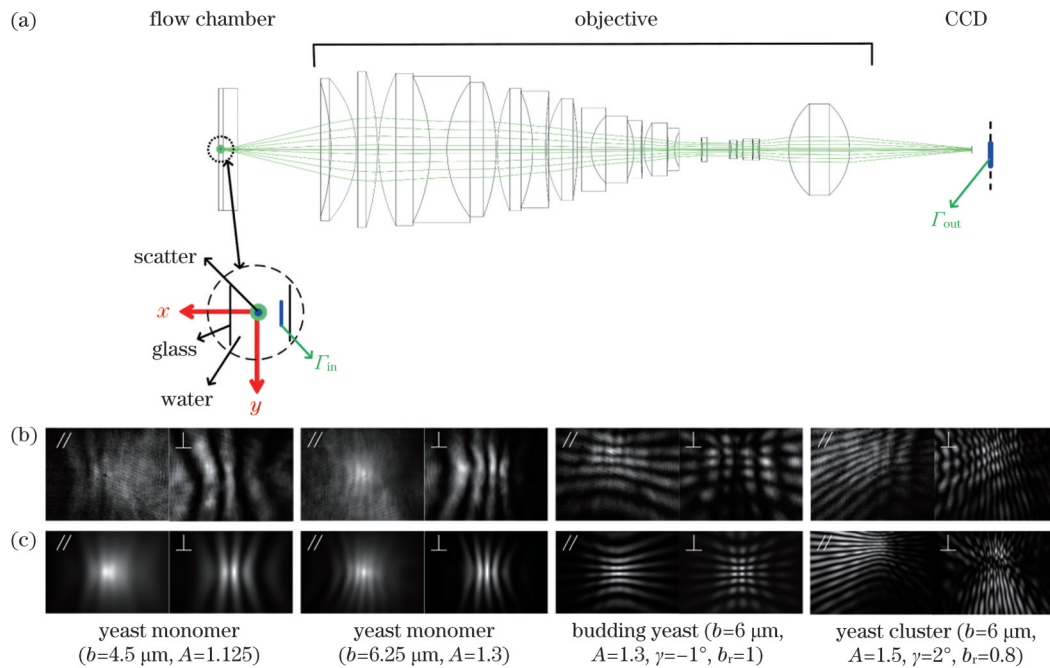 (a)
flow chamber
objective
CCD
Γout
scatter
x
glass
water
y
Γin
(b)
// ⊥ // ⊥ // ⊥ // ⊥
(c)
// ⊥ // ⊥ // ⊥ // ⊥
yeast monomer
(b=4.5 μm, A=1.125)
yeast monomer
(b=6.25 μm, A=1.3)
budding yeast (b=6 μm,
A=1.3, γ=−1°, br=1)
yeast cluster (b=6 μm,
A=1.5, γ=2°, br=0.8)